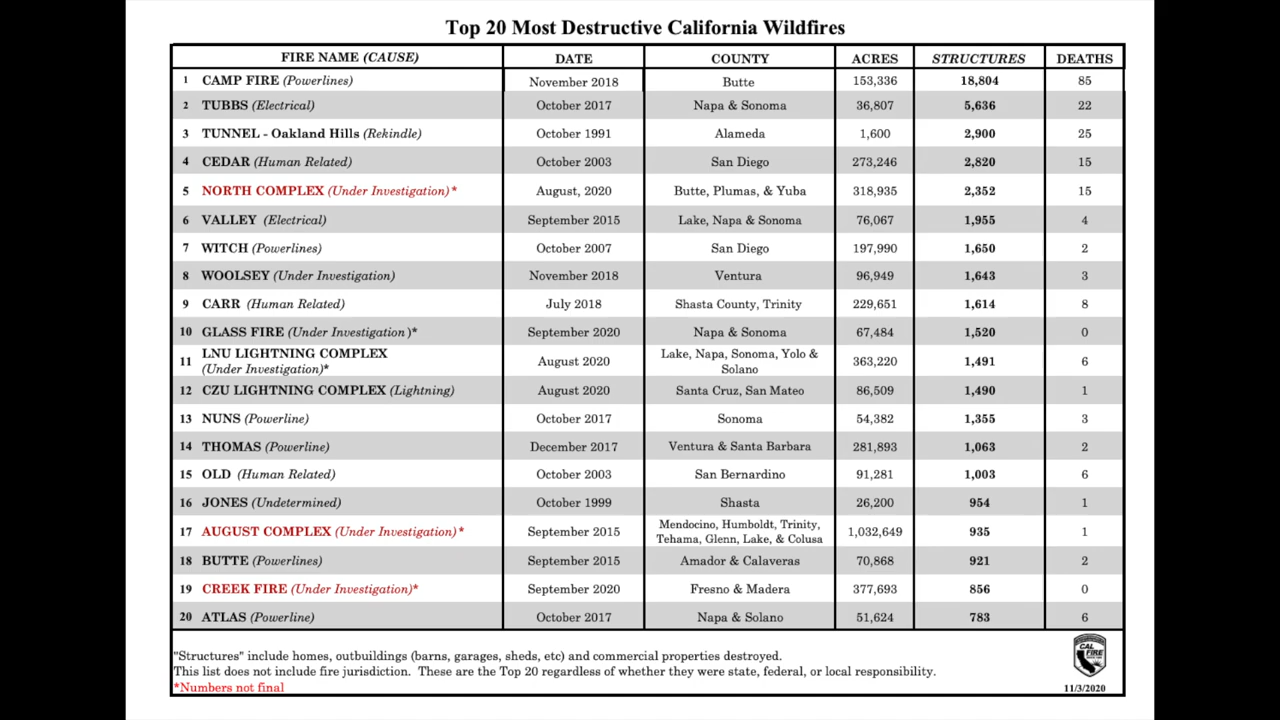 Top 20 Most Destructive California Wildfires
FIRE NAME (CAUSE) DATE COUNTY ACRES STRUCTURES DEATHS
1 CAMP FIRE (Powerlines) November 2018 Butte 153,336 18,804 85
2 TUBBS (Electrical) October 2017 Napa & Sonoma 36,807 5,636 22
3 TUNNEL - Oakland Hills (Rekindle) October 1991 Alameda 1,600 2,900 25
4 CEDAR (Human Related) October 2003 San Diego 273,246 2,820 15
5 NORTH COMPLEX (Under Investigation)* August, 2020 Butte, Plumas, & Yuba 318,935 2,352 15
6 VALLEY (Electrical) September 2015 Lake, Napa & Sonoma 76,067 1,955 4
7 WITCH (Powerlines) October 2007 San Diego 197,990 1,650 2
8 WOOLSEY (Under Investigation) November 2018 Ventura 96,949 1,643 3
9 CARR (Human Related) July 2018 Shasta County, Trinity 229,651 1,614 8
10 GLASS FIRE (Under Investigation)* September 2020 Napa & Sonoma 67,484 1,520 0
11 LNU LIGHTNING COMPLEX
(Under Investigation)* August 2020 Lake, Napa, Sonoma, Yolo &
Solano 363,220 1,491 6
12 CZU LIGHTNING COMPLEX (Lightning) August 2020 Santa Cruz, San Mateo 86,509 1,490 1
13 NUNS (Powerline) October 2017 Sonoma 54,382 1,355 3
14 THOMAS (Powerline) December 2017 Ventura & Santa Barbara 281,893 1,063 2
15 OLD (Human Related) October 2003 San Bernardino 91,281 1,003 6
16 JONES (Undetermined) October 1999 Shasta 26,200 954 1
17 AUGUST COMPLEX (Under Investigation)* September 2015 Mendocino, Humboldt, Trinity,
Tehama, Glenn, Lake, & Colusa 1,032,649 935 1
18 BUTTE (Powerlines) September 2015 Amador & Calaveras 70,868 921 2
19 CREEK FIRE (Under Investigation)* September 2020 Fresno & Madera 377,693 856 0
20 ATLAS (Powerline) October 2017 Napa & Solano 51,624 783 6
"Structures" include homes, outbuildings (barns, garages, sheds, etc) and commercial properties destroyed.
This list does not include fire jurisdiction. These are the Top 20 regardless of whether they were state, federal, or local responsibility.
*Numbers not final
CAL
FIRE
11/3/2020